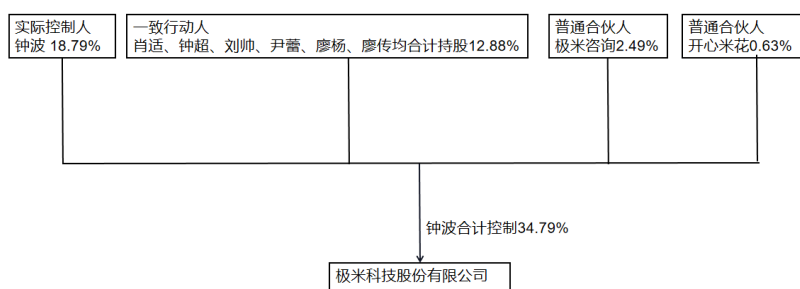 实际控制人
钟波 18.79%
一致行动人
肖适、钟超、刘帅、尹蕾、廖杨、廖传均合计持股12.88%
普通合伙人
极米咨询2.49%
普通合伙人
开心米花0.63%
钟波合计控制34.79%
极米科技股份有限公司